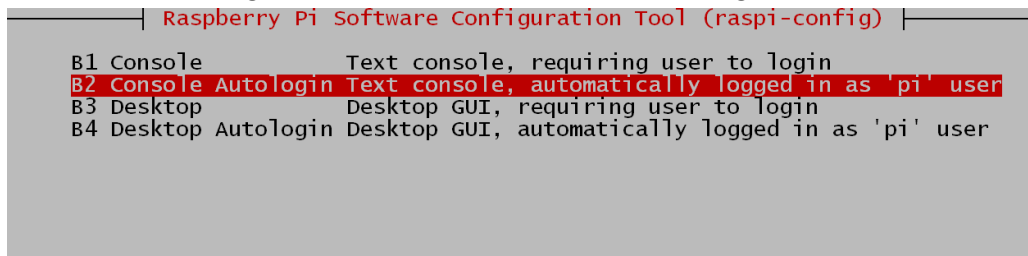 Raspberry Pi Software Configuration Tool (raspi-config)
B1 Console Text console, requiring user to login
B2 Console Autologin Text console, automatically logged in as 'pi' user
B3 Desktop Desktop GUI, requiring user to login
B4 Desktop Autologin Desktop GUI, automatically logged in as 'pi' user